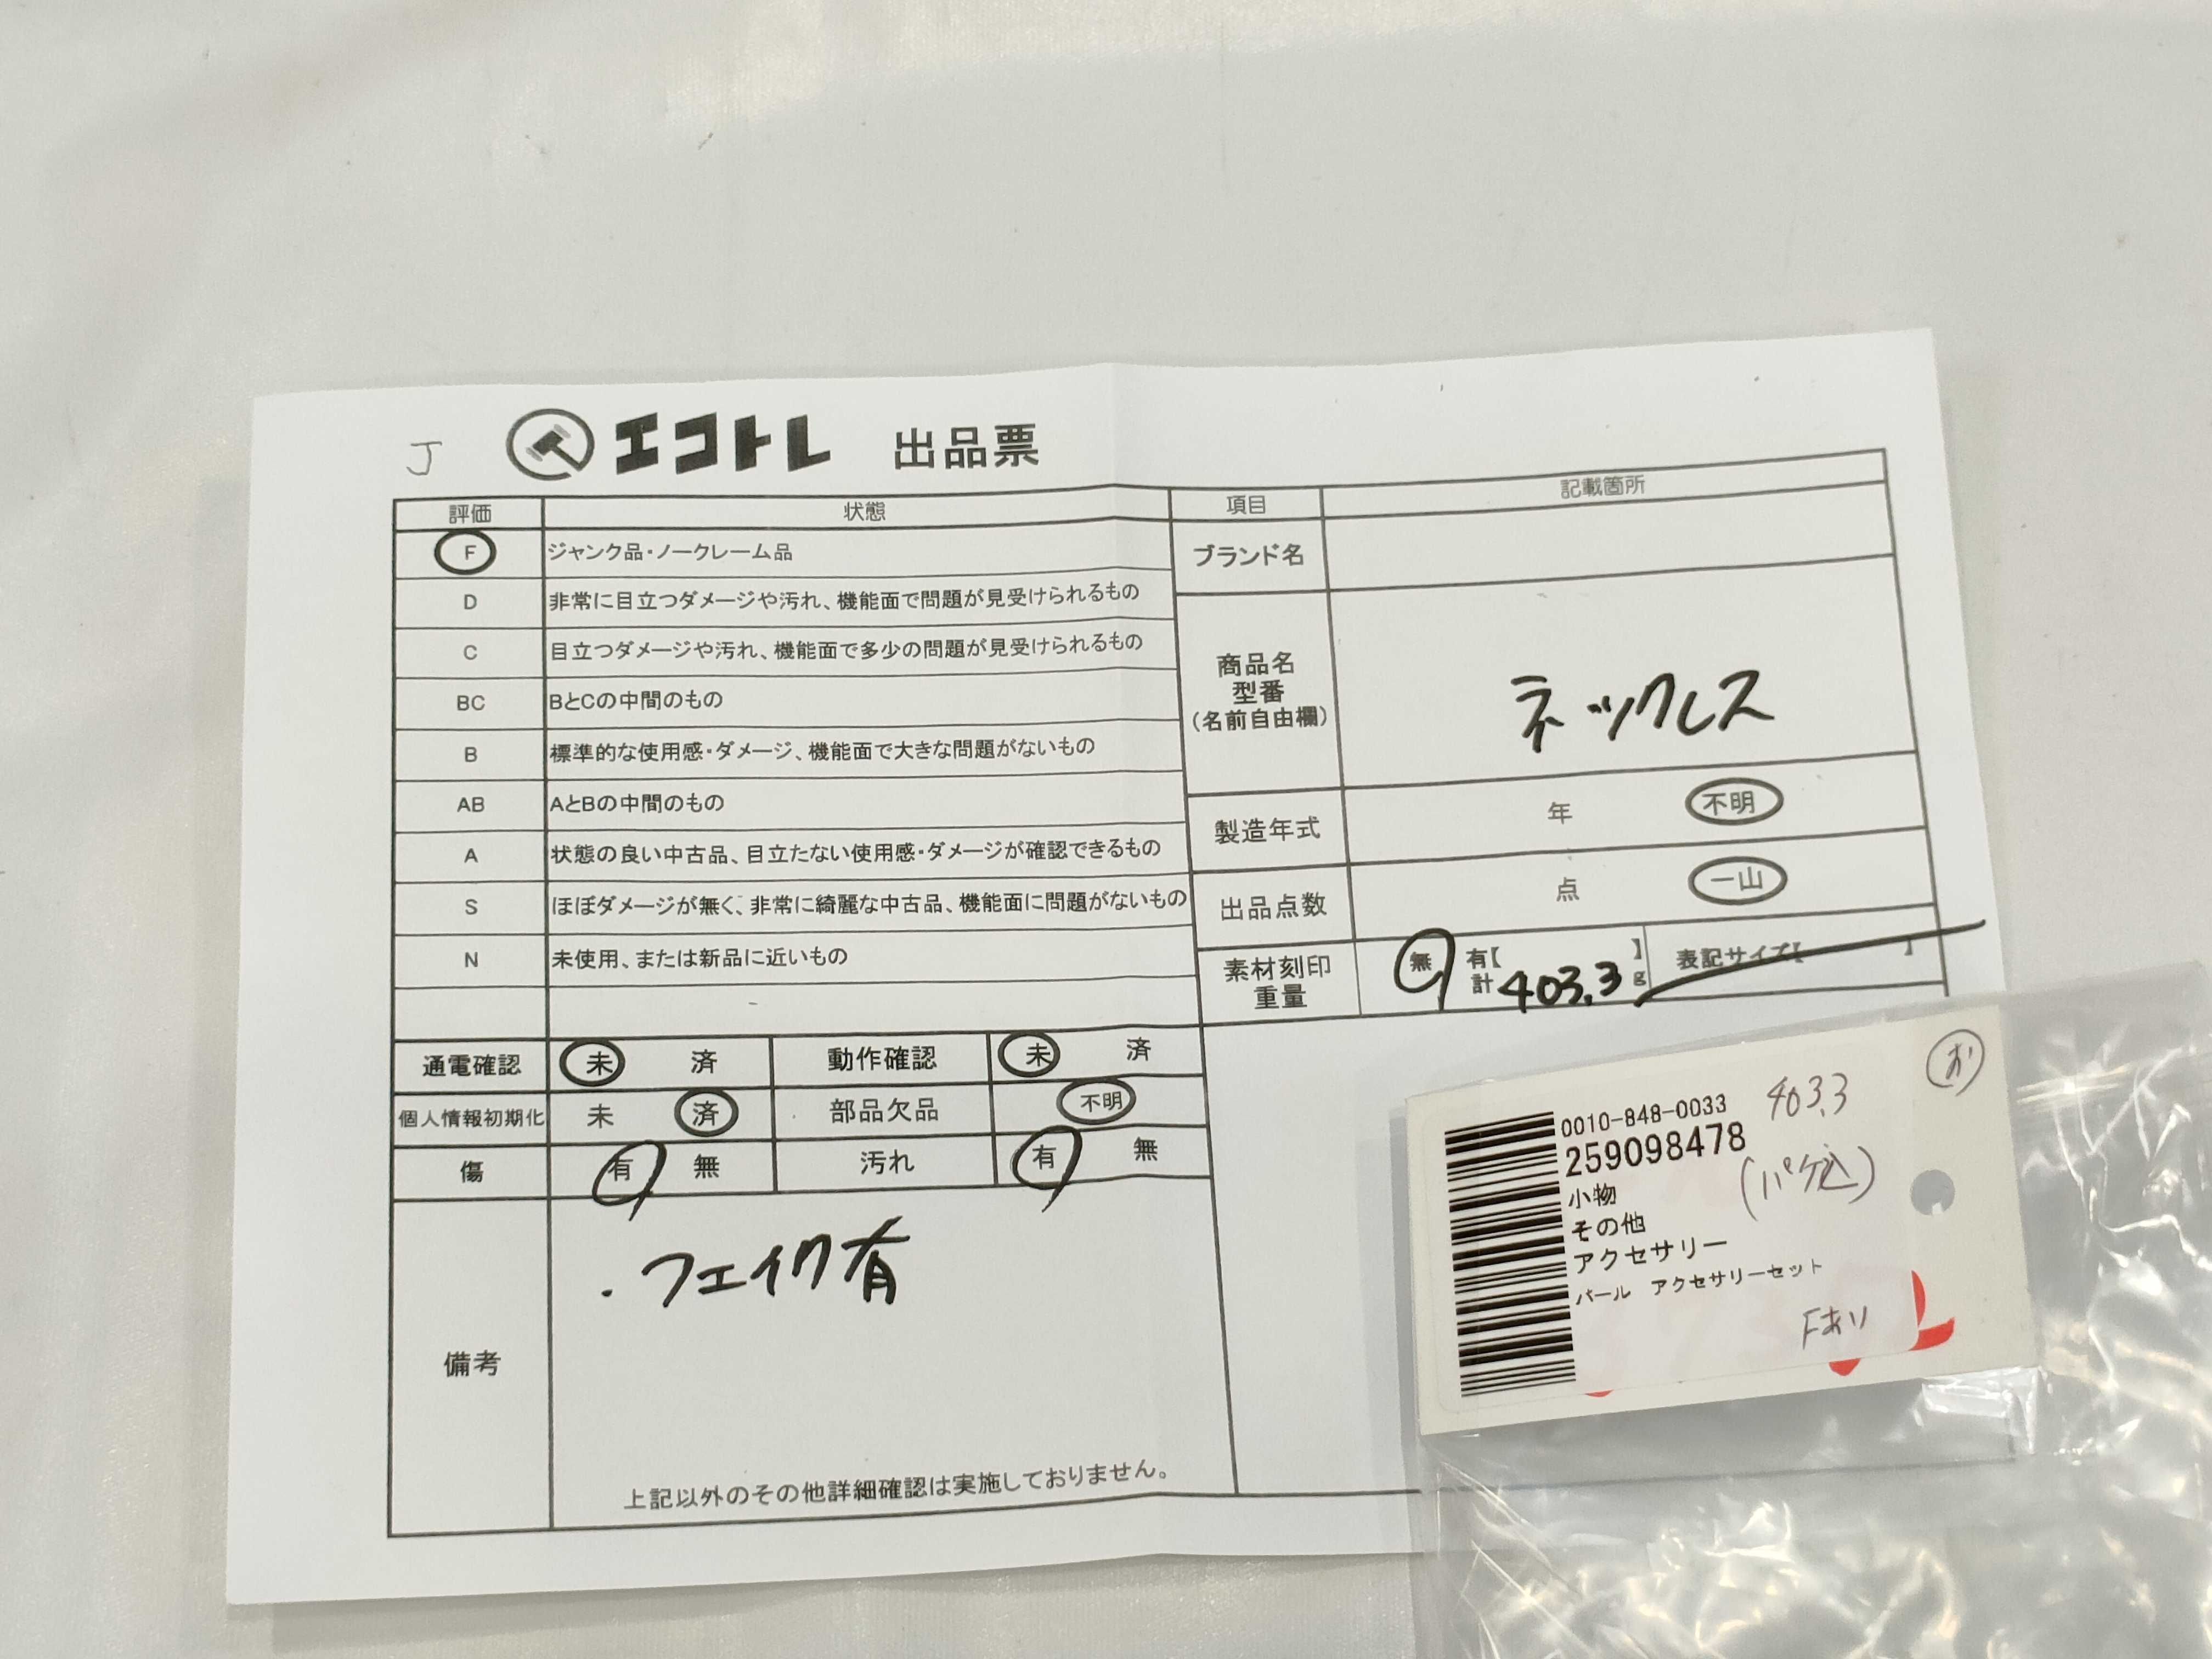 J エコトレ 出品票
評価 状態
F ジャンク品・ノークレーム品
D 非常に目立つダメージや汚れ、機能面で問題が見受けられるもの
C 目立つダメージや汚れ、機能面で多少の問題が見受けられるもの
BC BとCの中間のもの
B 標準的な使用感・ダメージ、機能面で大きな問題がないもの
AB AとBの中間のもの
A 状態の良い中古品、目立たない使用感・ダメージが確認できるもの
S ほぼダメージが無く、非常に綺麗な中古品、機能面に問題がないもの
N 未使用、または新品に近いもの
項目 記載箇所
ブランド名
商品名
型番
(名前自由欄)
ネックレス
製造年式 年 不明
出品点数 点 一山
素材刻印
重量
無 有【 】
計 403.3 g
表記サイズ【 】
通電確認 未 済 動作確認 未 済
個人情報初期化 未 済 部品欠品 不明
傷 有 無 汚れ 有 無
備考
・フェイク有
上記以外のその他詳細確認は実施しておりません。
お
0010-848-0033 403.3
259098478
(パケ込)
小物
その他
アクセサリー
パール アクセサリーセット
Fあり